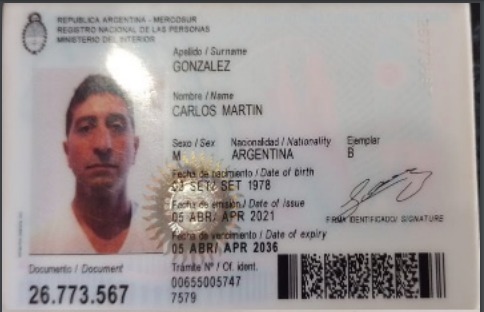 REPUBLICA ARGENTINA - MERCOSUR
REGISTRO NACIONAL DE LAS PERSONAS
MINISTERIO DEL INTERIOR
Apellido / Surname
GONZALEZ
Nombre / Name
CARLOS MARTIN
Sexo / Sex Nacionalidad / Nationality Ejemplar
M ARGENTINA B
Fecha de nacimiento / Date of birth
SET/ SET 1978
Fecha de emisión / Date of issue
05 ABR/ APR 2021
FIRMA IDENTIFICADO/ SIGNATURE
Fecha de vencimiento / Date of expiry
05 ABR/ APR 2036
Documento / Document
26.773.567
Trámite Nº / Of. ident.
00655005747
7579